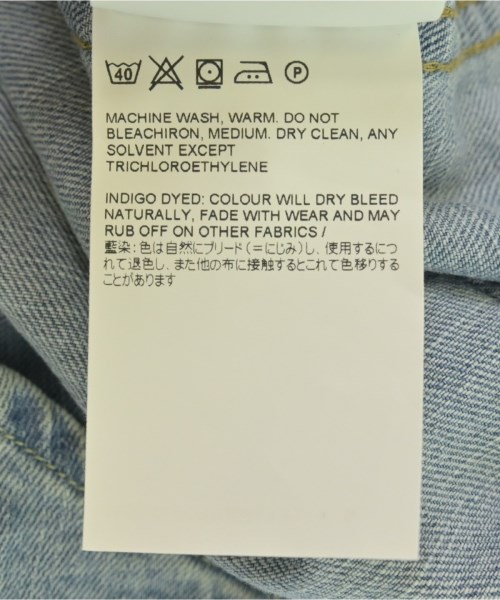 40
P
MACHINE WASH, WARM. DO NOT
BLEACHIRON, MEDIUM. DRY CLEAN, ANY
SOLVENT EXCEPT
TRICHLOROETHYLENE
INDIGO DYED: COLOUR WILL DRY BLEED
NATURALLY, FADE WITH WEAR AND MAY
RUB OFF ON OTHER FABRICS /
藍染：色は自然にブリード（＝にじみ）し、使用するにつ
れて退色し、また他の布に接触するとこれて色移りする
ことがあります